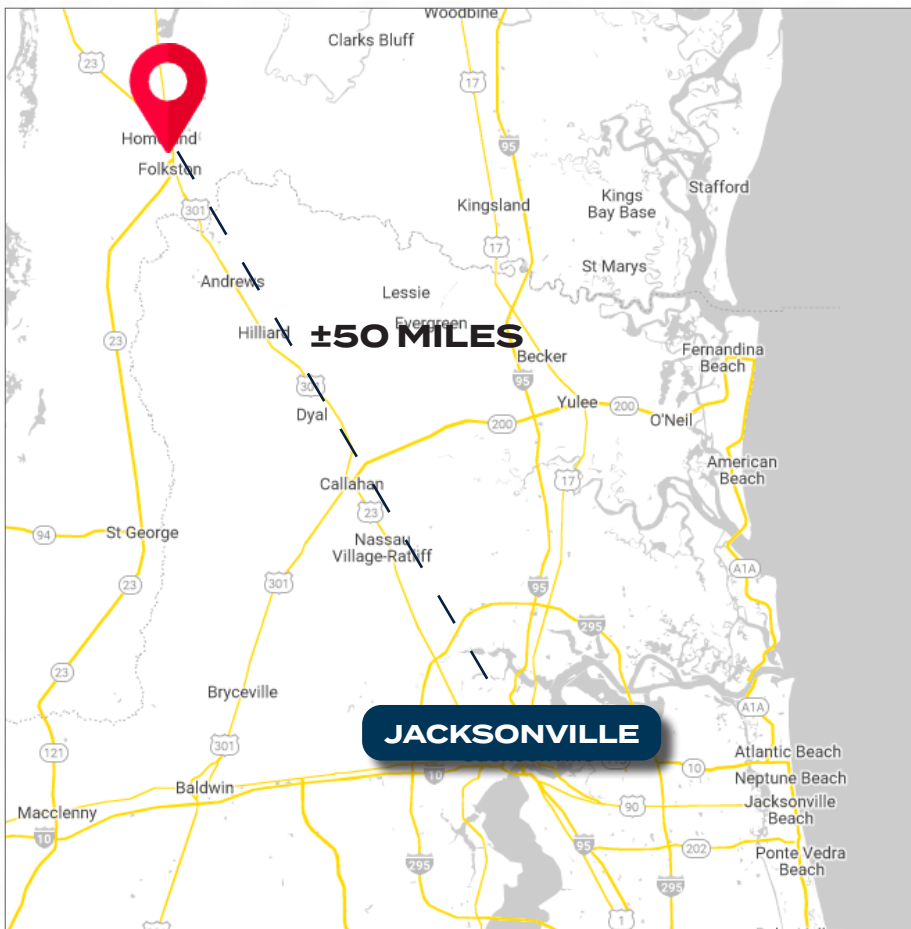 Woodbine
Clarks Bluff
23
17
Homeland
95
Folkston
Stafford
Kings
Bay Base
Kingsland
301
17
St Marys
Andrews
Lessie
Evergreen
Hilliard
±50 MILES
23
Becker
Fernandina
Beach
95
301
Yulee
200
200
O'Neil
Dyal
American
Beach
17
Callahan
23
94
St George
Nassau
Village-Ratliff
A1A
23
301
95
295
23
Bryceville
A1A
JACKSONVILLE
301
121
Atlantic Beach
10
10
Neptune Beach
Baldwin
Jacksonville
Beach
90
Macclenny
10
95
202
Ponte Vedra
Beach
295
295
1